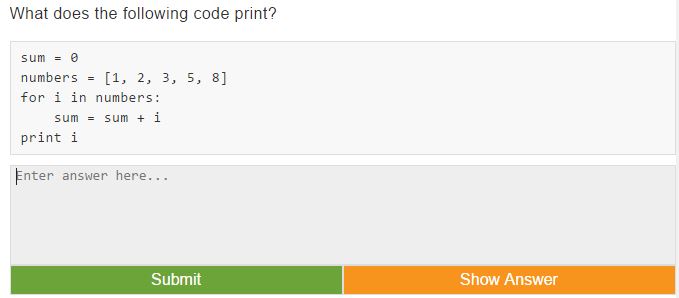 What does the following code print?
sum = 0
numbers = [1, 2, 3, 5, 8]
for i in numbers:
    sum = sum + i
print i
Enter answer here...
Submit
Show Answer